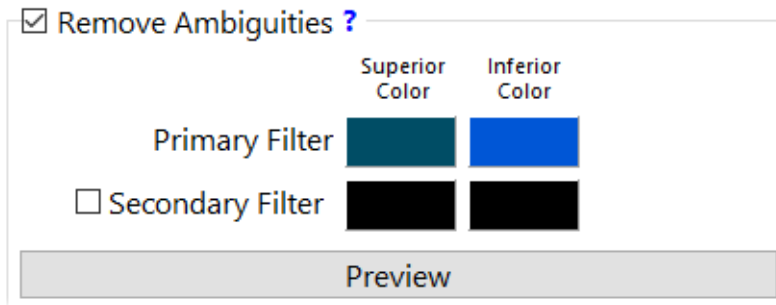 Remove Ambiguities ?
Superior Inferior
Color Color
Primary Filter
Secondary Filter
Preview